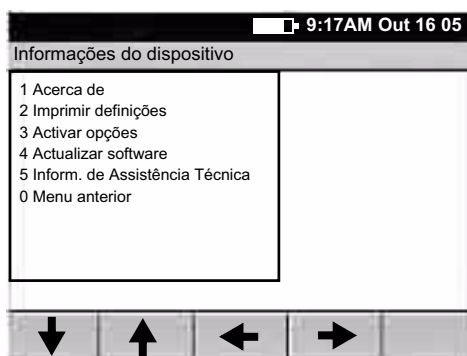 9:17AM Out 16 05
Informações do dispositivo
1 Acerca de
2 Imprimir definições
3 Activar opções
4 Actualizar software
5 Inform. de Assistência Técnica
0 Menu anterior